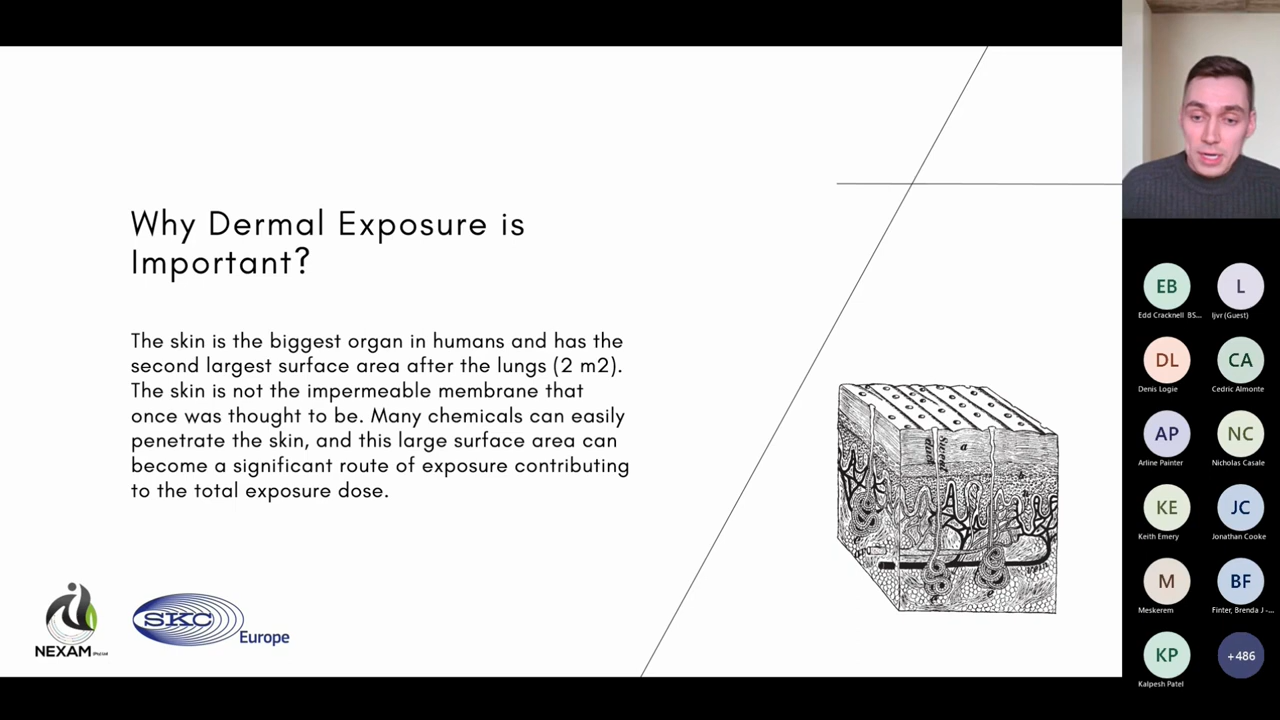 Why Dermal Exposure is
Important?
The skin is the biggest organ in humans and has the
second largest surface area after the lungs (2 m2).
The skin is not the impermeable membrane that
once was thought to be. Many chemicals can easily
penetrate the skin, and this large surface area can
become a significant route of exposure contributing
to the total exposure dose.
NEXAM
SKC
Europe
EB
L
Edd Cracknell BS...
ljvr (Guest)
DL
CA
Denis Logie
Cedric Almonte
AP
NC
Arline Painter
Nicholas Casale
KE
JC
Keith Emery
Jonathan Cooke
M
BF
Meskerem
Finter, Brenda J -...
KP
+486
Kalpesh Patel